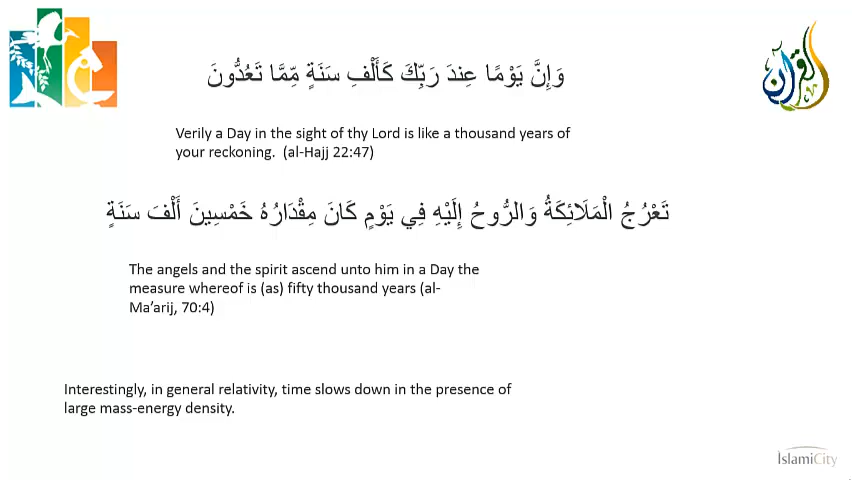 وَإِنَّ يَوْمًا عِندَ رَبِّكَ كَأَلْفِ سَنَةٍ مِّمَّا تَعُدُّونَ
Verily a Day in the sight of thy Lord is like a thousand years of
your reckoning.  (al-Hajj 22:47)
تَعْرُجُ الْمَلَائِكَةُ وَالرُّوحُ إِلَيْهِ فِي يَوْمٍ كَانَ مِقْدَارُهُ خَمْسِينَ أَلْفَ سَنَةٍ
The angels and the spirit ascend unto him in a Day the
measure whereof is (as) fifty thousand years (al-
Ma’arij, 70:4)
Interestingly, in general relativity, time slows down in the presence of
large mass-energy density.
IslamiCity
القرآن